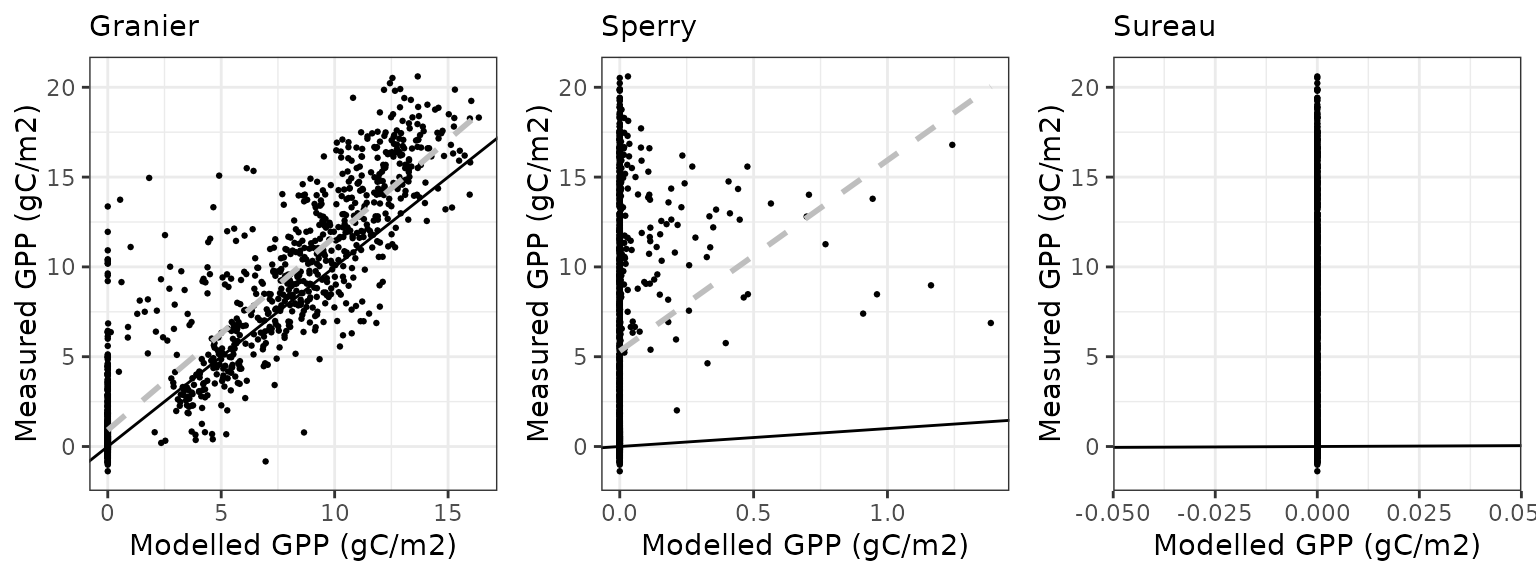 Granier
Measured GPP (gC/m2)
20
15
10
5
0
0 5 10 15
Modelled GPP (gC/m2)
Sperry
Measured GPP (gC/m2)
20
15
10
5
0
0.0 0.5 1.0
Modelled GPP (gC/m2)
Sureau
Measured GPP (gC/m2)
20
15
10
5
0
-0.050 -0.025 0.000 0.025 0.05
Modelled GPP (gC/m2)